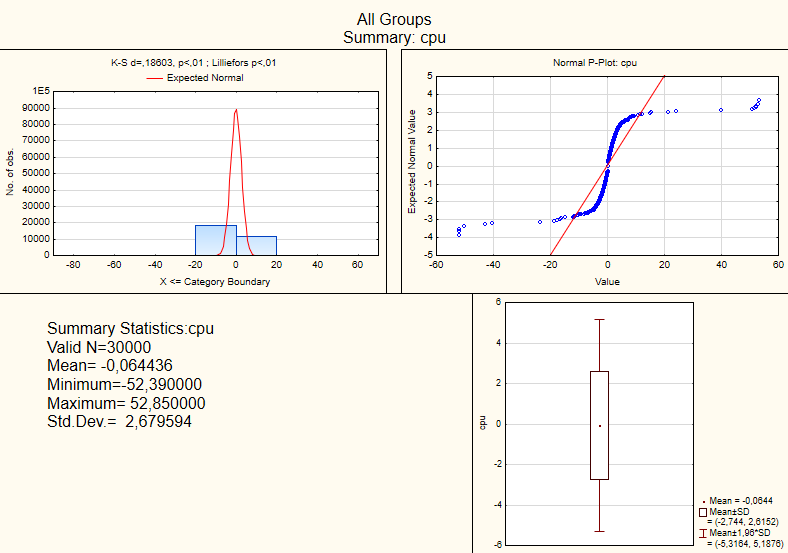 All Groups
Summary: cpu
K-S d=,18603, p<,01 ; Lilliefors p<,01
Expected Normal
1E5
90000
80000
70000
60000
50000
40000
30000
20000
10000
0
No. of obs.
-80 -60 -40 -20 0 20 40 60
X <= Category Boundary
Normal P-Plot: cpu
5
4
3
2
1
0
-1
-2
-3
-4
-5
Expected Normal Value
-60 -40 -20 0 20 40 60
Value
Summary Statistics:cpu
Valid N=30000
Mean= -0,064436
Minimum=-52,390000
Maximum= 52,850000
Std.Dev.= 2,679594
6
4
2
0
-2
-4
-6
cpu
Mean = -0,0644
Mean±SD
= (-2,744, 2,6152)
Mean±1,96*SD
= (-5,3164, 5,1876)